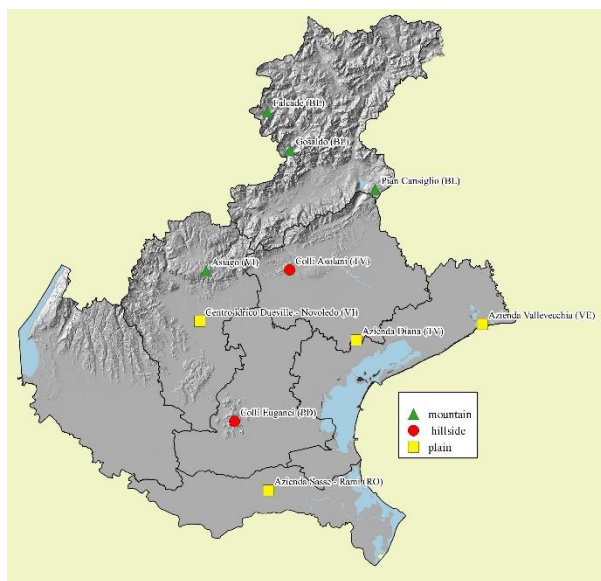 Falcade (BL)
Gosaldo (BL)
Pian Cansiglio (BL)
Asiago (VI)
Colli Asolani (TV)
Centro idrico Dueville - Novoledo (VI)
Azienda Vallevecchia (VE)
Azienda Diana (TV)
mountain
hillside
plain
Colli Euganei (PD)
Azienda Sasse - Rami (RO)